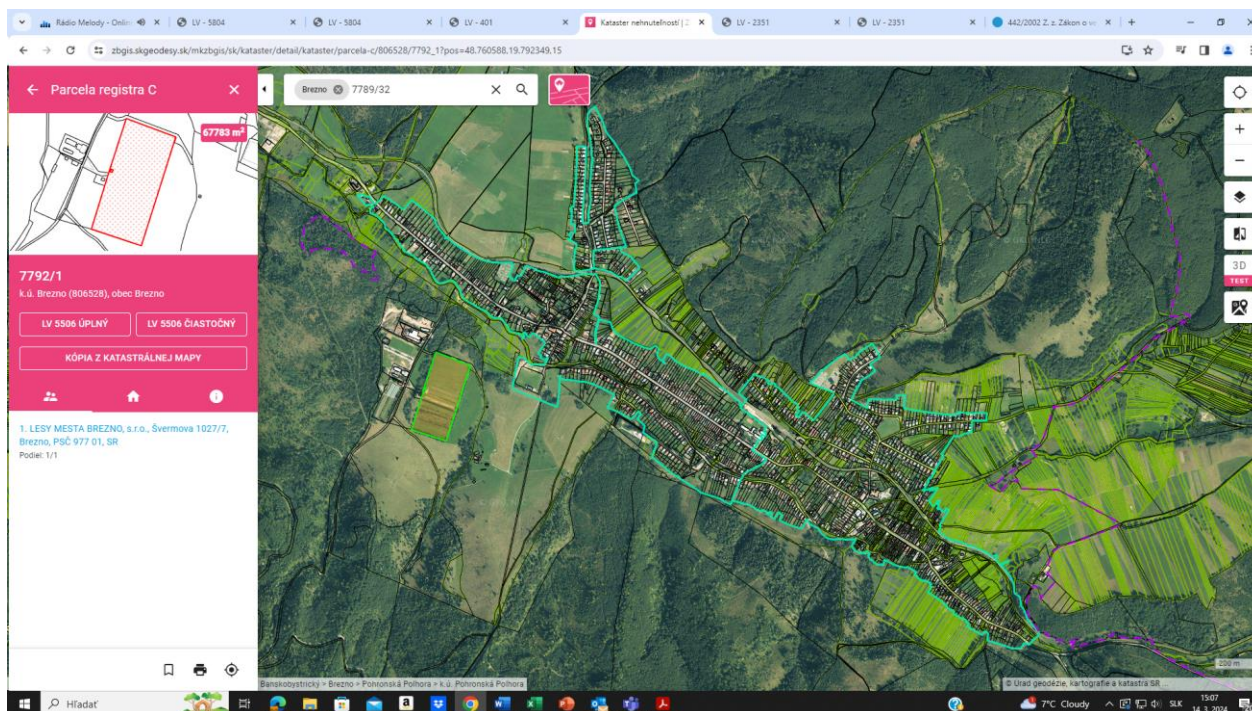 Rádio Melody - Onlin
LV - 5804
LV - 5804
LV - 401
Kataster nehnuteľností | Z
LV - 2351
LV - 2351
442/2002 Z. z. Zákon o
zbgis.skgeodesy.sk/mkzbgis/sk/kataster/detail/kataster/parcela-c/806528/7792_1?pos=48.760588,19.792349,15
Parcela registra C
Brezno 7789/32
67783 m²
7792/1
k.ú. Brezno (806528), obec Brezno
LV 5506 ÚPLNÝ
LV 5506 ČIASTOČNÝ
KÓPIA Z KATASTRÁLNEJ MAPY
1. LESY MESTA BREZNO, s.r.o., Švermova 1027/7,
Brezno, PSČ 977 01, SR
Podiel: 1/1
3D
TEST
200 m
Banskobystrický > Brezno > Pohronská Polhora > k.ú. Pohronská Polhora
© Úrad geodézie, kartografie a katastra SR ...
Hľadať
7°C Cloudy
SLK
15:07
14. 3. 2024